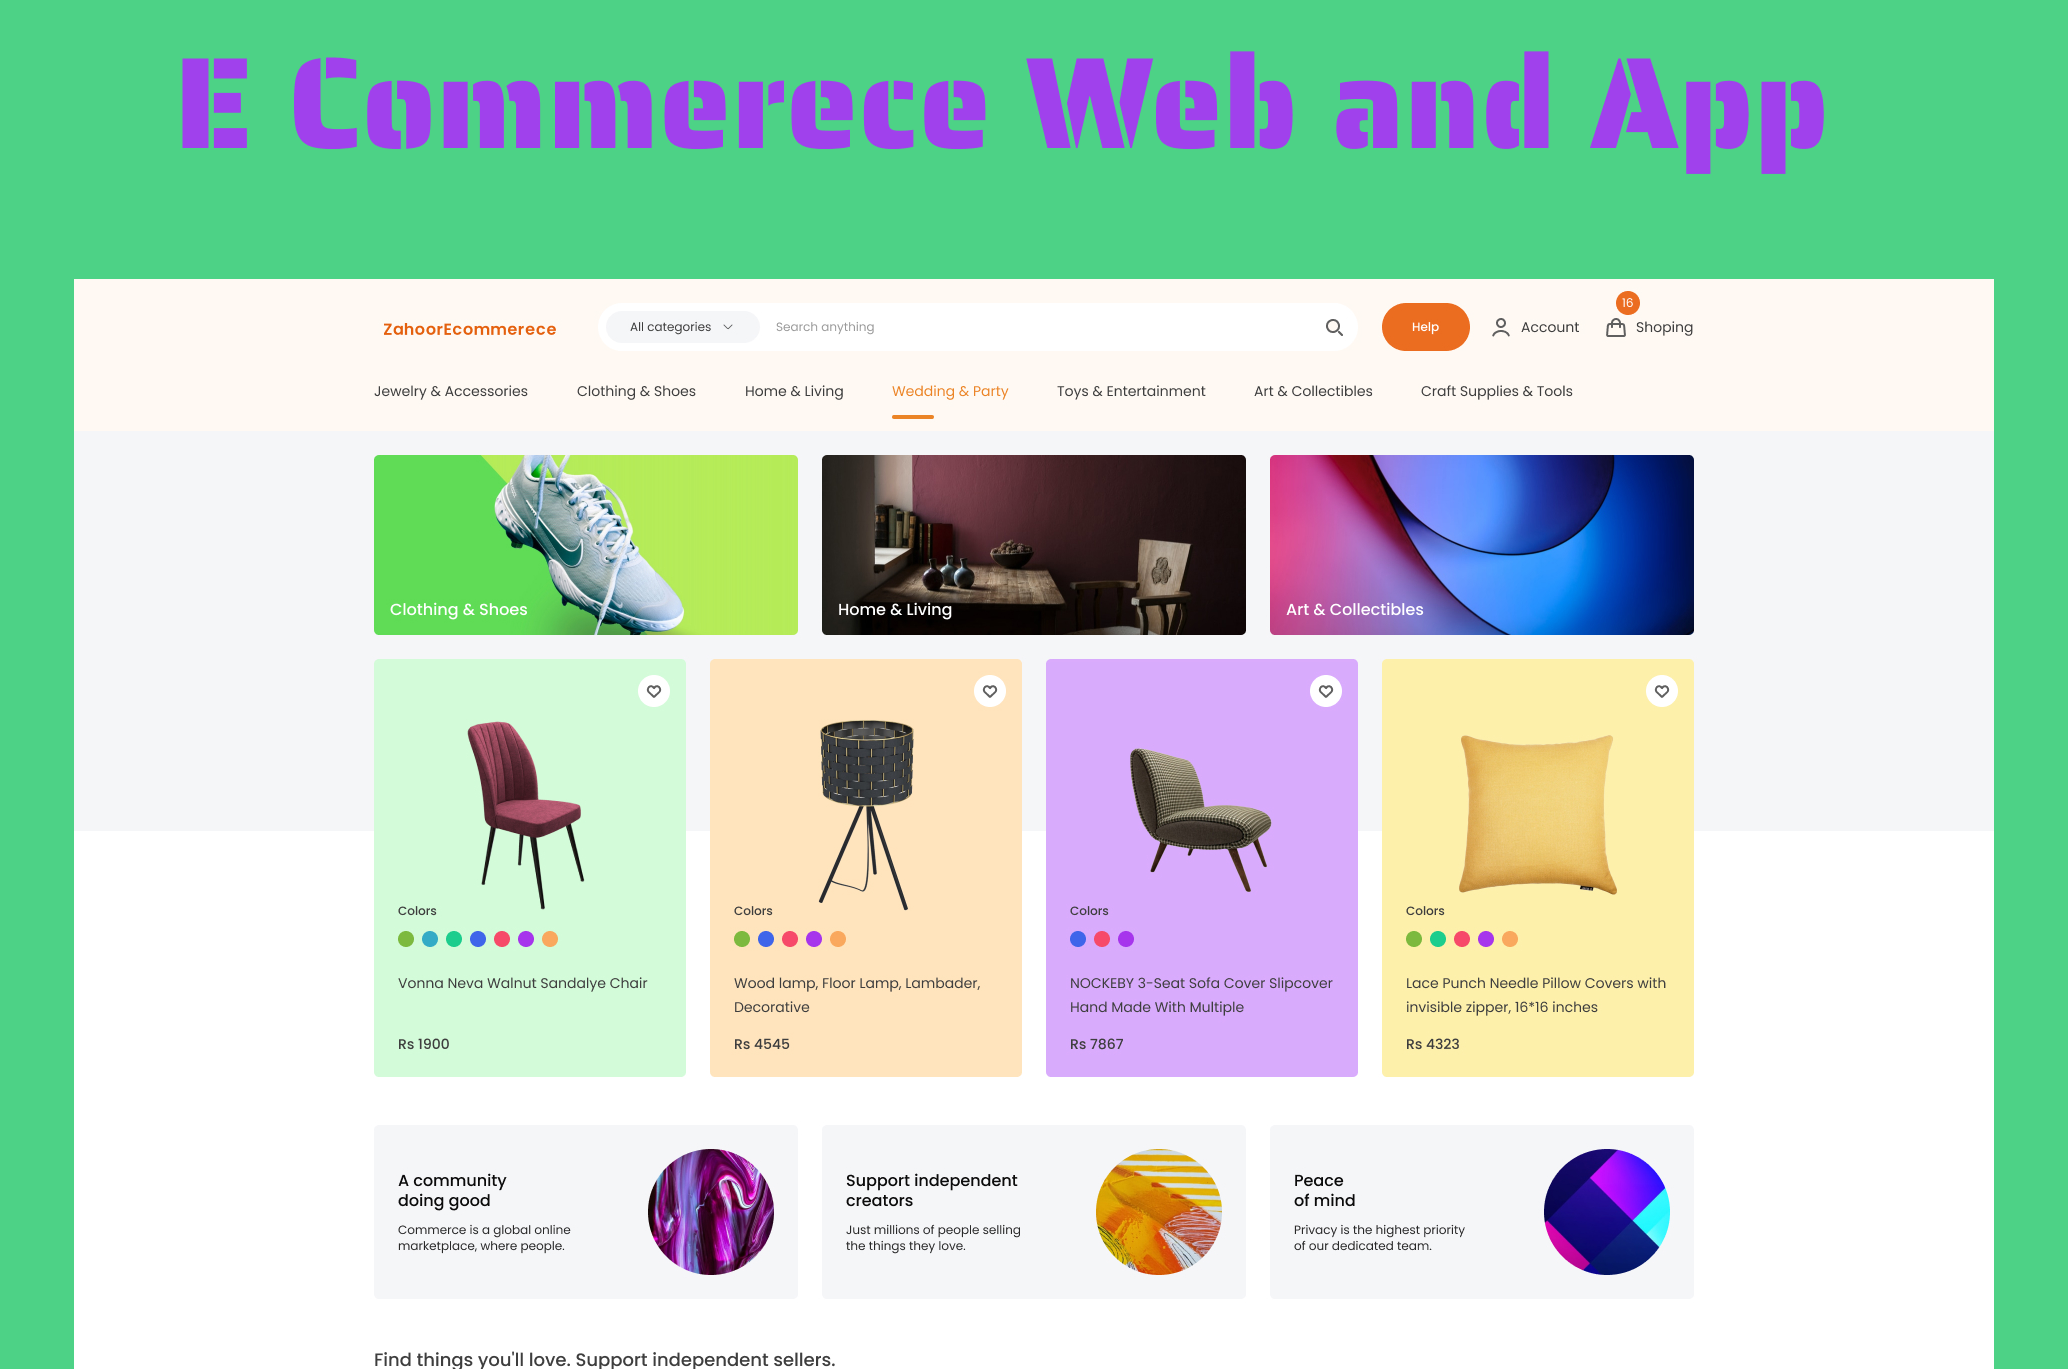 E Commerece Web and App
16
ZahoorEcommerece
All categories
Search anything
Help
Account
Shoping
Jewelry & Accessories
Clothing & Shoes
Home & Living
Wedding & Party
Toys & Entertainment
Art & Collectibles
Craft Supplies & Tools
Clothing & Shoes
Home & Living
Art & Collectibles
Colors
Vonna Neva Walnut Sandalye Chair
Rs 1900
Colors
Wood lamp, Floor Lamp, Lambader,
Decorative
Rs 4545
Colors
NOCKEBY 3-Seat Sofa Cover Slipcover
Hand Made With Multiple
Rs 7867
Colors
Lace Punch Needle Pillow Covers with
invisible zipper, 16*16 inches
Rs 4323
A community
doing good
Commerce is a global online
marketplace, where people.
Support independent
creators
Just millions of people selling
the things they love.
Peace
of mind
Privacy is the highest priority
of our dedicated team.
Find things you'll love. Support independent sellers.